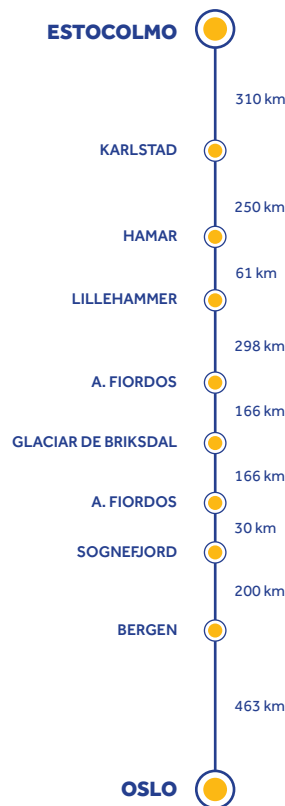 ESTOCOLMO
310 km
KARLSTAD
250 km
HAMAR
61 km
LILLEHAMMER
298 km
A. FIORDOS
166 km
GLACIAR DE BRIKSDAL
166 km
A. FIORDOS
30 km
SOGNEFJORD
200 km
BERGEN
463 km
OSLO